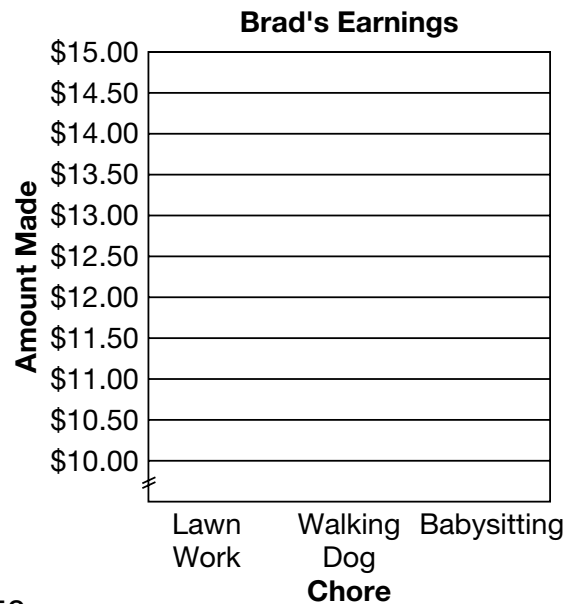 Brad's Earnings
$15.00
$14.50
$14.00
$13.50
$13.00
$12.50
$12.00
$11.50
$11.00
$10.50
$10.00
Amount Made
Lawn Work
Walking Dog
Babysitting
Chore